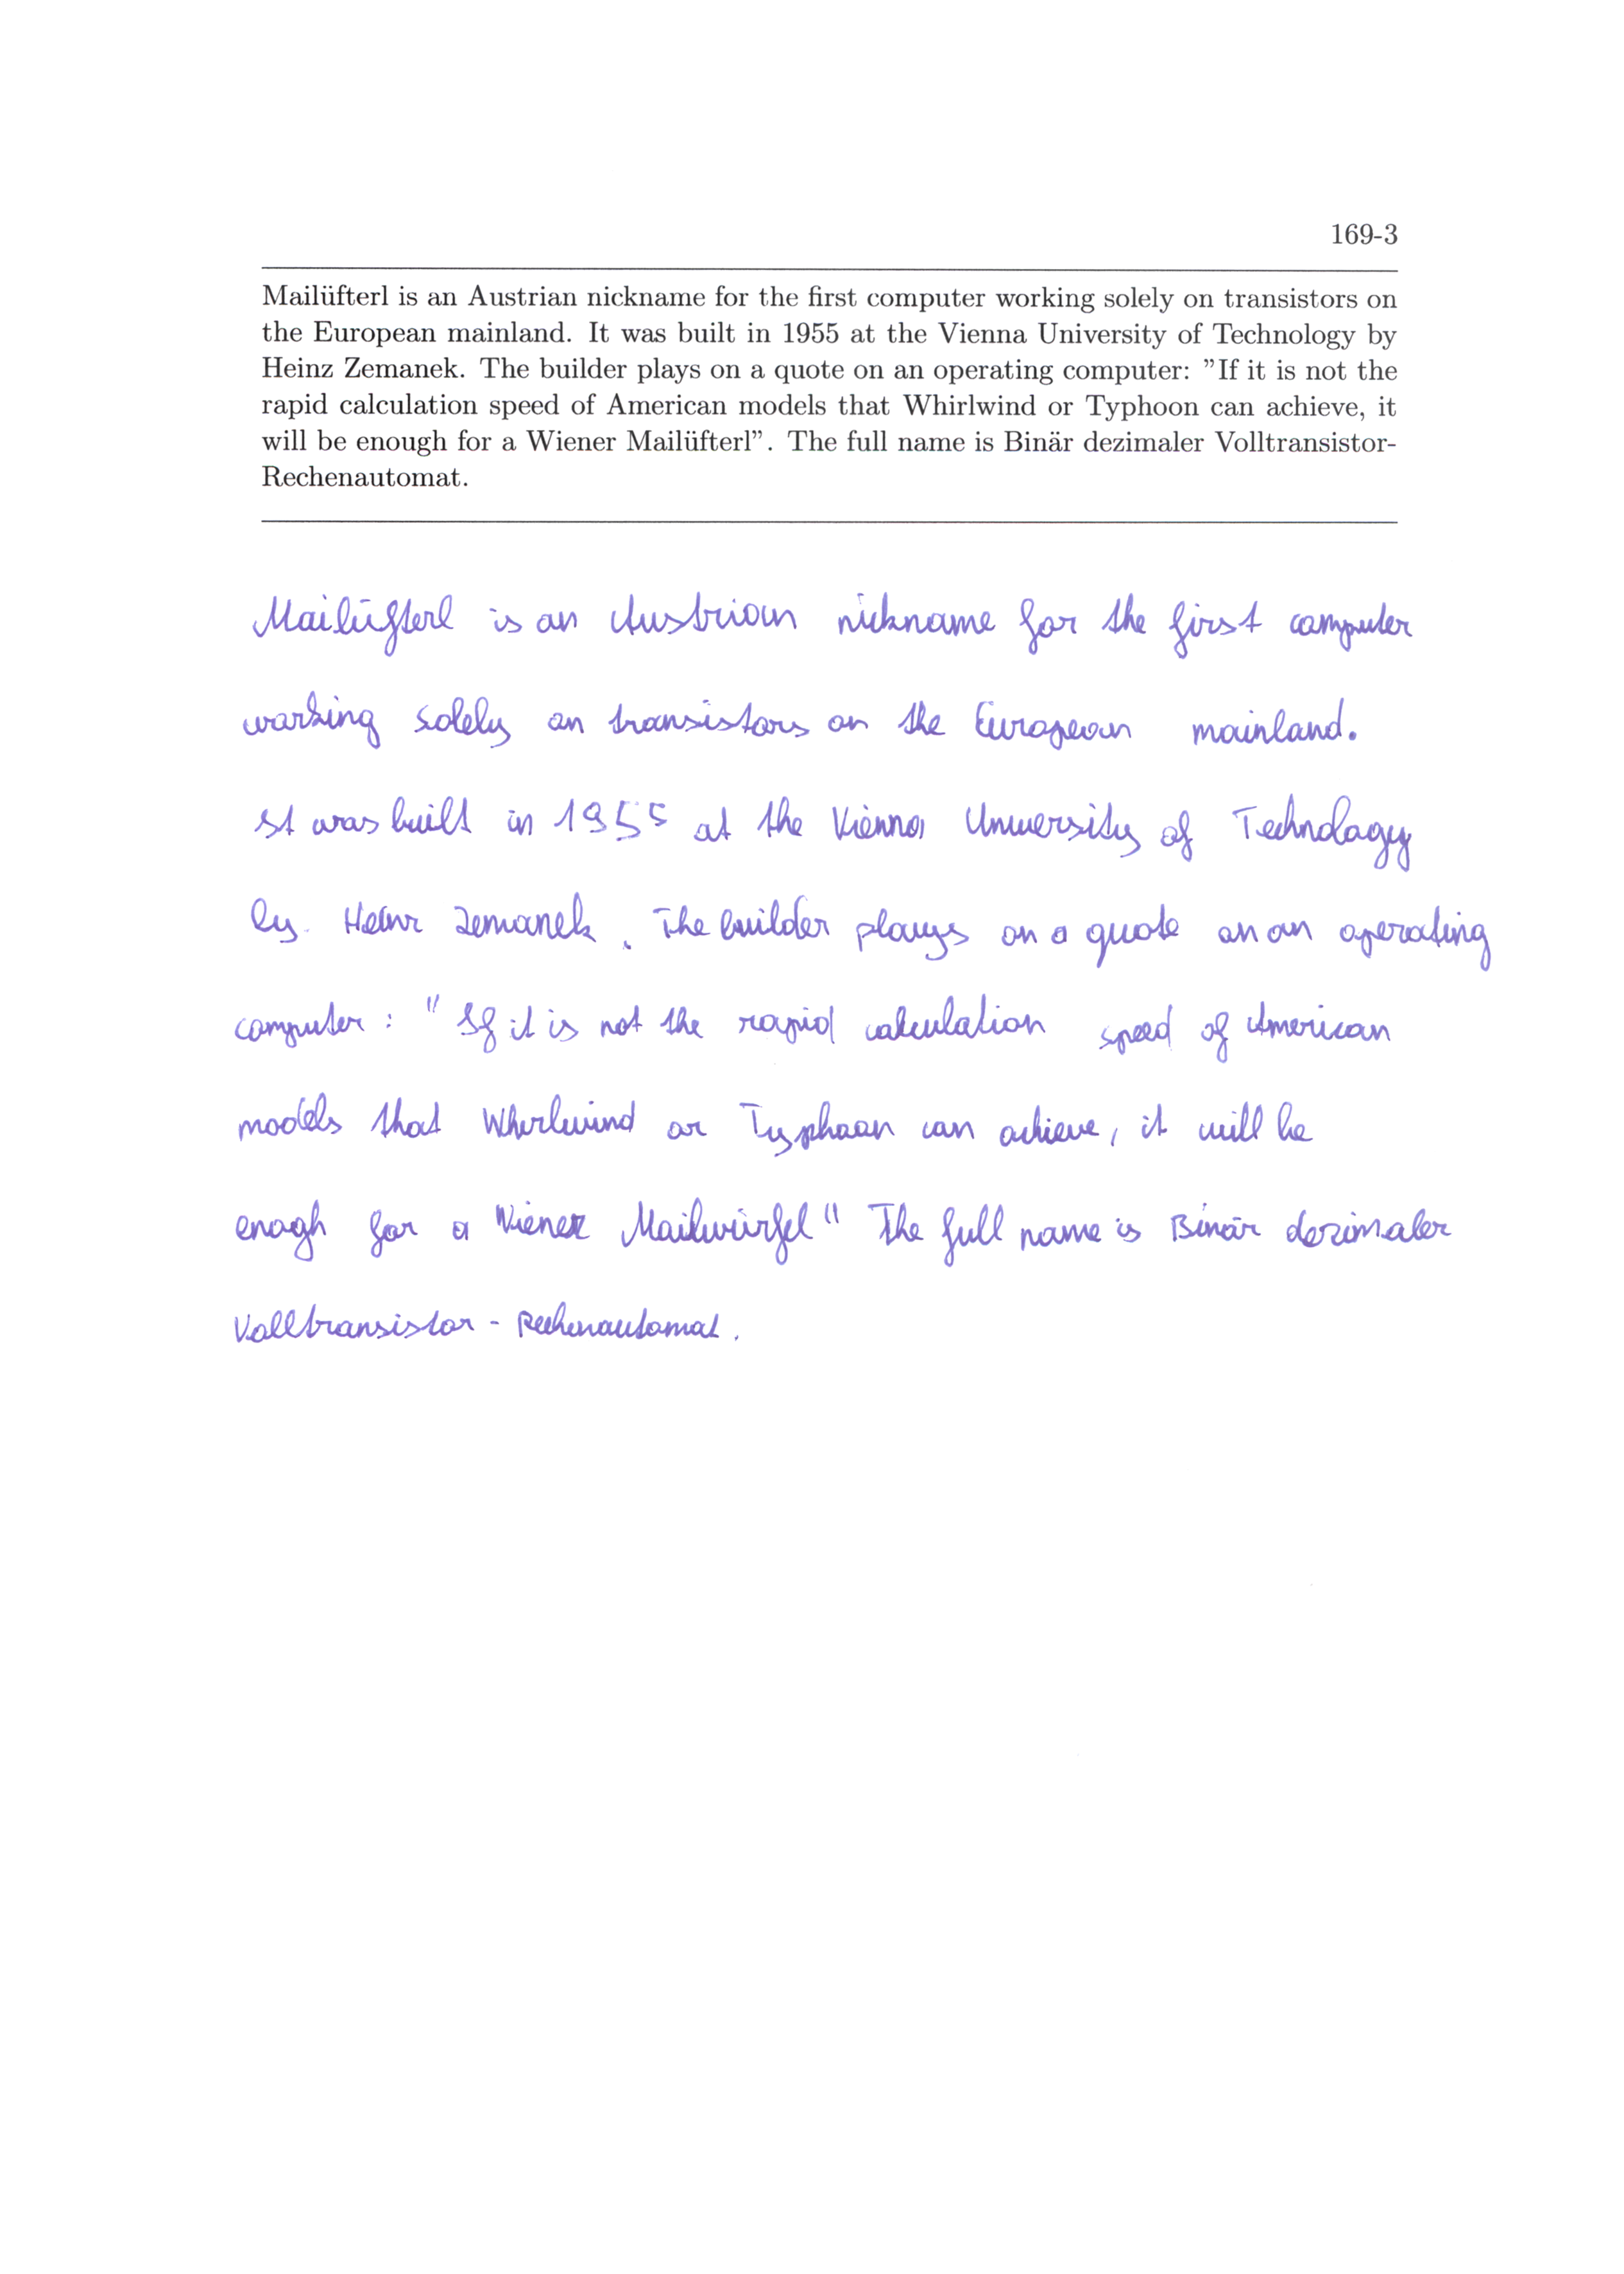 169-3
Mailüfterl is an Austrian nickname for the first computer working solely on transistors on
the European mainland. It was built in 1955 at the Vienna University of Technology by
Heinz Zemanek. The builder plays on a quote on an operating computer: ”If it is not the
rapid calculation speed of American models that Whirlwind or Typhoon can achieve, it
will be enough for a Wiener Mailüfterl”. The full name is Binär dezimaler Volltransistor-
Rechenautomat.
Mailüfterl is an Austrian nickname for the first computer
working solely on transistors on the European mainland.
It was built in 1955 at the Vienna University of Technology
by Heinz Zemanek. The builder plays on a quote on an operating
computer: "If it is not the rapid calculation speed of American
models that Whirlwind or Typhoon can achieve, it will be
enogh for a Wiener Mailwürfel" The full name is Binär dezimaler
Volltransistor - Rechenautomat.